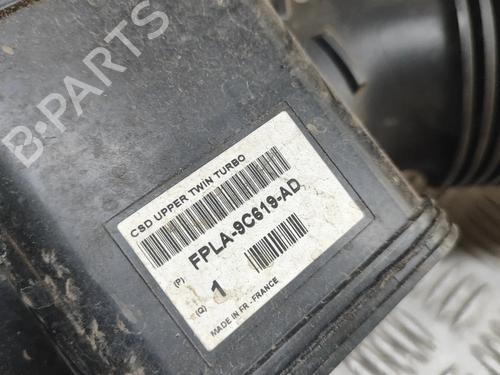 B-PARTS
CSD UPPER TWIN TURBO
(P) FPLA-9C619-AD
(Q) 1
MADE IN FR - FRANCE